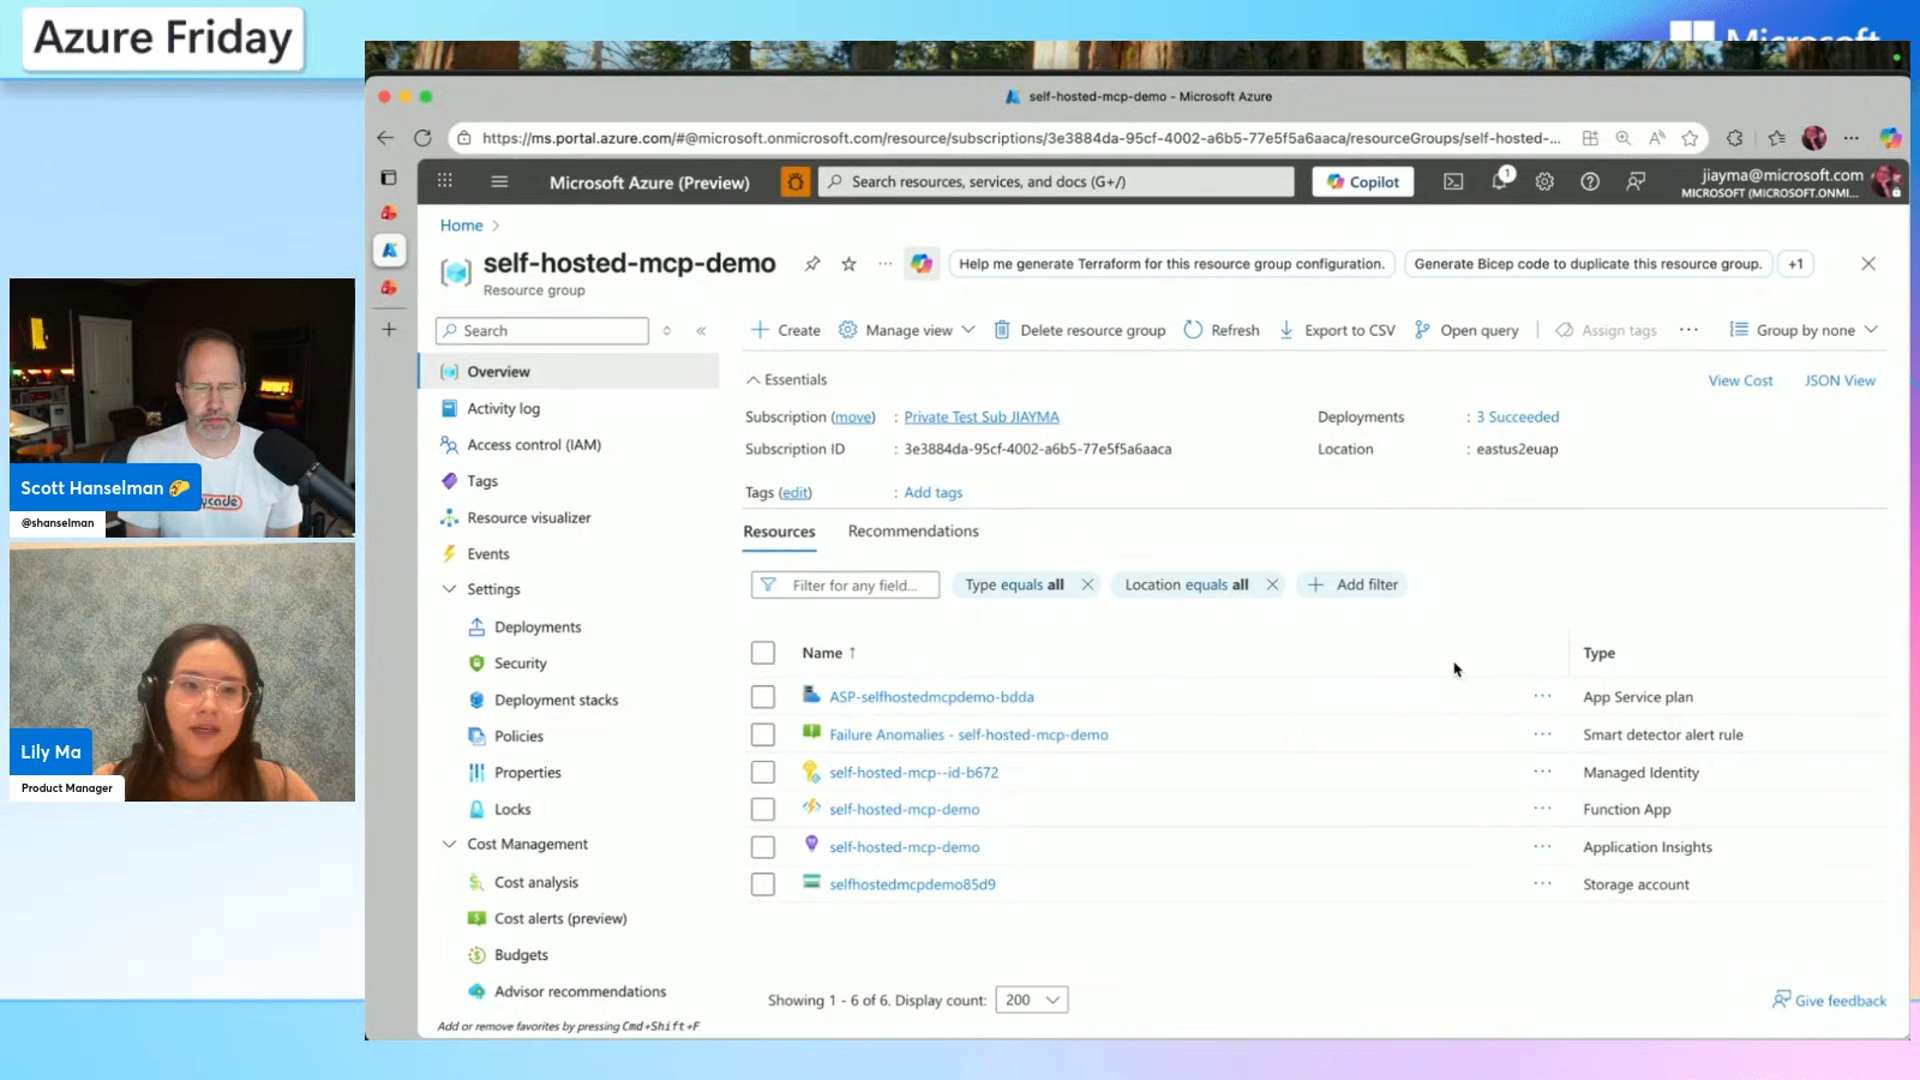 Azure Friday
Microsoft
self-hosted-mcp-demo - Microsoft Azure
https://ms.portal.azure.com/#@microsoft.onmicrosoft.com/resource/subscriptions/3e3884da-95cf-4002-a6b5-77e5f5a6aaca/resourceGroups/self-hosted-...
Microsoft Azure (Preview)
Search resources, services, and docs (G+/)
Copilot
1
jiayma@microsoft.com
MICROSOFT (MICROSOFT.ONMI...
Home >
self-hosted-mcp-demo
Resource group
Help me generate Terraform for this resource group configuration.
Generate Bicep code to duplicate this resource group.
+1
Search
Create
Manage view
Delete resource group
Refresh
Export to CSV
Open query
Assign tags
Group by none
Overview
Activity log
Access control (IAM)
Tags
Resource visualizer
Events
Settings
Deployments
Security
Deployment stacks
Policies
Properties
Locks
Cost Management
Cost analysis
Cost alerts (preview)
Budgets
Advisor recommendations
Add or remove favorites by pressing Cmd+Shift+F
Essentials
View Cost
JSON View
Subscription (move) : Private Test Sub JIAYMA
Deployments : 3 Succeeded
Subscription ID : 3e3884da-95cf-4002-a6b5-77e5f5a6aaca
Location : eastus2euap
Tags (edit) : Add tags
Resources
Recommendations
Filter for any field...
Type equals all
Location equals all
Add filter
Name ↑
Type
ASP-selfhostedmcpdemo-bdda
App Service plan
Failure Anomalies - self-hosted-mcp-demo
Smart detector alert rule
self-hosted-mcp--id-b672
Managed Identity
self-hosted-mcp-demo
Function App
self-hosted-mcp-demo
Application Insights
selfhostedmcpdemo85d9
Storage account
Showing 1 - 6 of 6. Display count: 200
Give feedback
Scott Hanselman 🌮
@shanselman
Lily Ma
Product Manager